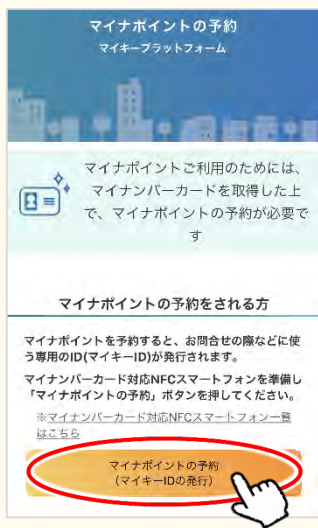 マイナポイントの予約
マイキープラットフォーム
マイナポイントご利用のためには、
マイナンバーカードを取得した上
で、マイナポイントの予約が必要で
す
マイナポイントの予約をされる方
マイナポイントを予約すると、お問合せの際などに使
う専用のID(マイキーID)が発行されます。
マイナンバーカード対応NFCスマートフォンを準備し
「マイナポイントの予約」ボタンを押してください。
※マイナンバーカード対応NFCスマートフォン一覧
はこちら
マイナポイントの予約
(マイキーIDの発行)